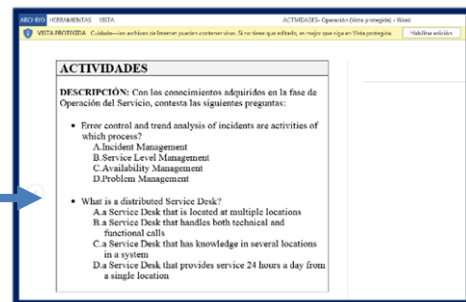 ARCHIVO HERRAMIENTAS VISTA
ACTIVIDADES- Operación (Vista protegida) - Word
VISTA PROTEGIDA Cuidado—los archivos de Internet pueden contener virus. Si no tiene que editarlo, es mejor que siga en Vista protegida. Habilitar edición
ACTIVIDADES
DESCRIPCIÓN: Con los conocimientos adquiridos en la fase de
Operación del Servicio, contesta las siguientes preguntas:
• Error control and trend analysis of incidents are activities of
which process?
A.Incident Management
B.Service Level Management
C.Availability Management
D.Problem Management
• What is a distributed Service Desk?
A.a Service Desk that is located at multiple locations
B.a Service Desk that handles both technical and
functional calls
C.a Service Desk that has knowledge in several locations
in a system
D.a Service Desk that provides service 24 hours a day from
a single location